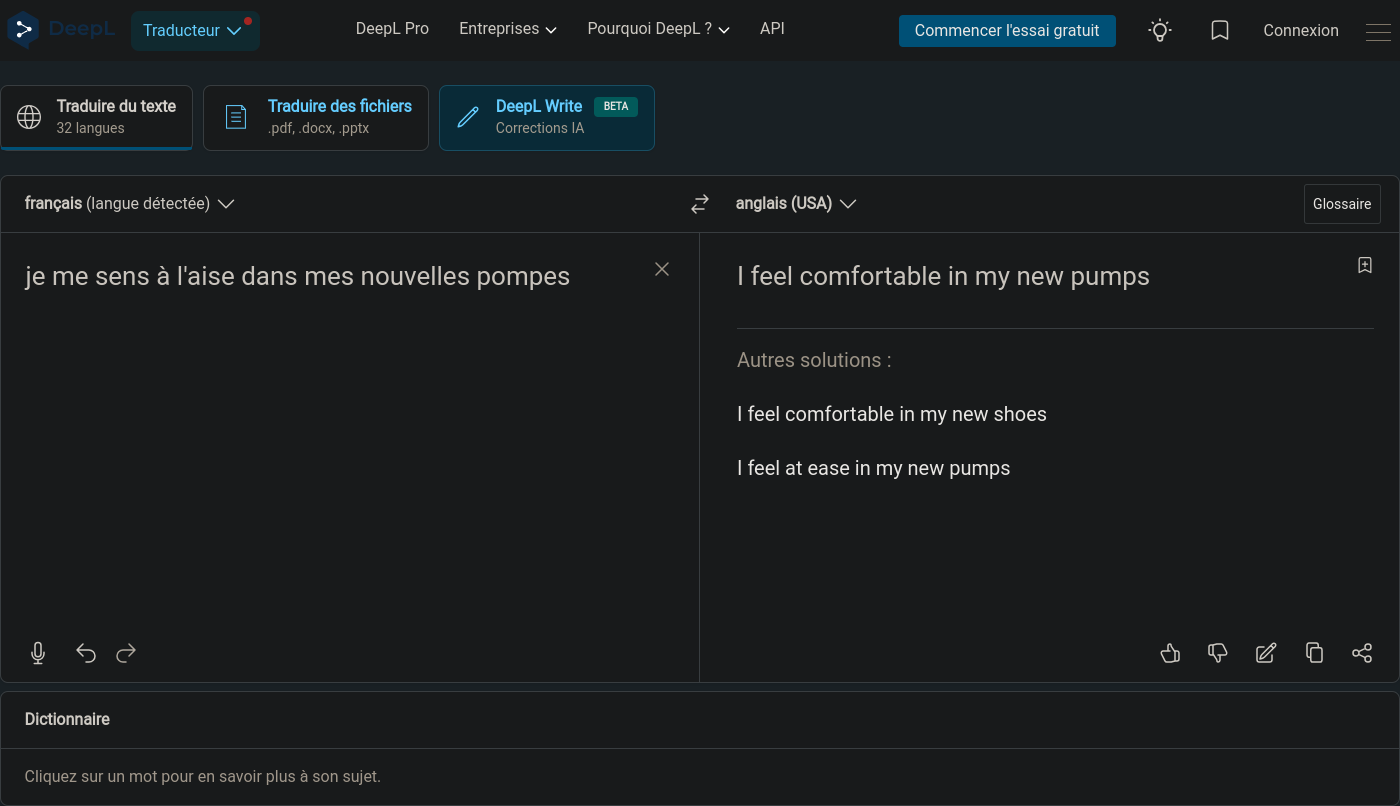 DeepL
Traducteur
DeepL Pro
Entreprises
Pourquoi DeepL ?
API
Commencer l'essai gratuit
Connexion
Traduire du texte
32 langues
Traduire des fichiers
.pdf, .docx, .pptx
DeepL Write BETA
Corrections IA
français (langue détectée)
anglais (USA)
Glossaire
je me sens à l'aise dans mes nouvelles pompes
I feel comfortable in my new pumps
Autres solutions :
I feel comfortable in my new shoes
I feel at ease in my new pumps
Dictionnaire
Cliquez sur un mot pour en savoir plus à son sujet.